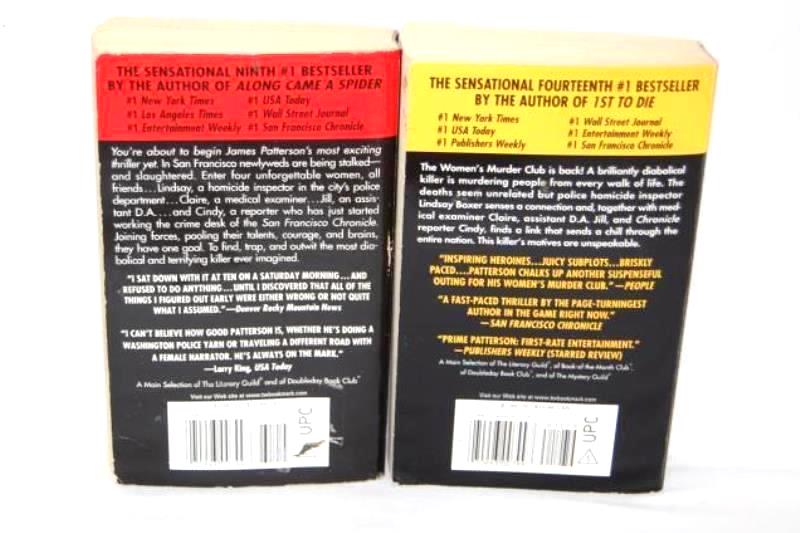 THE SENSATIONAL NINTH #1 BESTSELLER
BY THE AUTHOR OF ALONG CAME A SPIDER
#1 New York Times #1 USA Today
#1 Los Angeles Times #1 Wall Street Journal
#1 Entertainment Weekly #1 San Francisco Chronicle
You're about to begin James Patterson's most exciting
thriller yet. In San Francisco newlyweds are being stalked—
and slaughtered. Enter four unforgettable women, all
friends...Lindsay, a homicide inspector in the city's police
department...Claire, a medical examiner...Jill, an assis-
tant D.A....and Cindy, a reporter who has just started
working the crime desk of the San Francisco Chronicle.
Joining forces, pooling their talents, courage, and brains,
they have one goal. To find, trap, and outwit the most dia-
bolical and terrifying killer ever imagined.
"I SAT DOWN WITH IT AT TEN ON A SATURDAY MORNING...AND
REFUSED TO DO ANYTHING...UNTIL I DISCOVERED THAT ALL OF THE
THINGS I FIGURED OUT EARLY WERE EITHER WRONG OR NOT QUITE
WHAT I ASSUMED."—Denver Rocky Mountain News
"I CAN'T BELIEVE HOW GOOD PATTERSON IS, WHETHER HE'S DOING A
WASHINGTON POLICE YARN OR TRAVELING A DIFFERENT ROAD WITH
A FEMALE NARRATOR. HE'S ALWAYS ON THE MARK."
—Larry King, USA Today
A Main Selection of The Literary Guild® and of Doubleday Book Club®
Visit our Web site at www.twbookmark.com
UPC
THE SENSATIONAL FOURTEENTH #1 BESTSELLER
BY THE AUTHOR OF 1ST TO DIE
#1 New York Times #1 Wall Street Journal
#1 USA Today #1 Entertainment Weekly
#1 Publishers Weekly #1 San Francisco Chronicle
The Women's Murder Club is back! A brilliantly diabolical
killer is murdering people from every walk of life. The
deaths seem unrelated but police homicide inspector
Lindsay Boxer senses a connection and, together with med-
ical examiner Claire, assistant D.A. Jill, and Chronicle
reporter Cindy, finds a link that sends a chill through the
entire nation. This killer's motives are unspeakable.
"INSPIRING HEROINES...JUICY SUBPLOTS...BRISKLY
PACED....PATTERSON CHALKS UP ANOTHER SUSPENSEFUL
OUTING FOR HIS WOMEN'S MURDER CLUB."—PEOPLE
"A FAST-PACED THRILLER BY THE PAGE-TURNINGEST
AUTHOR IN THE GAME RIGHT NOW."
—SAN FRANCISCO CHRONICLE
"PRIME PATTERSON: FIRST-RATE ENTERTAINMENT."
—PUBLISHERS WEEKLY (STARRED REVIEW)
A Main Selection of The Literary Guild®, of Book-of-the-Month Club®,
of Doubleday Book Club®, and of The Mystery Guild®
Visit our Web site at www.twbookmark.com
UPC